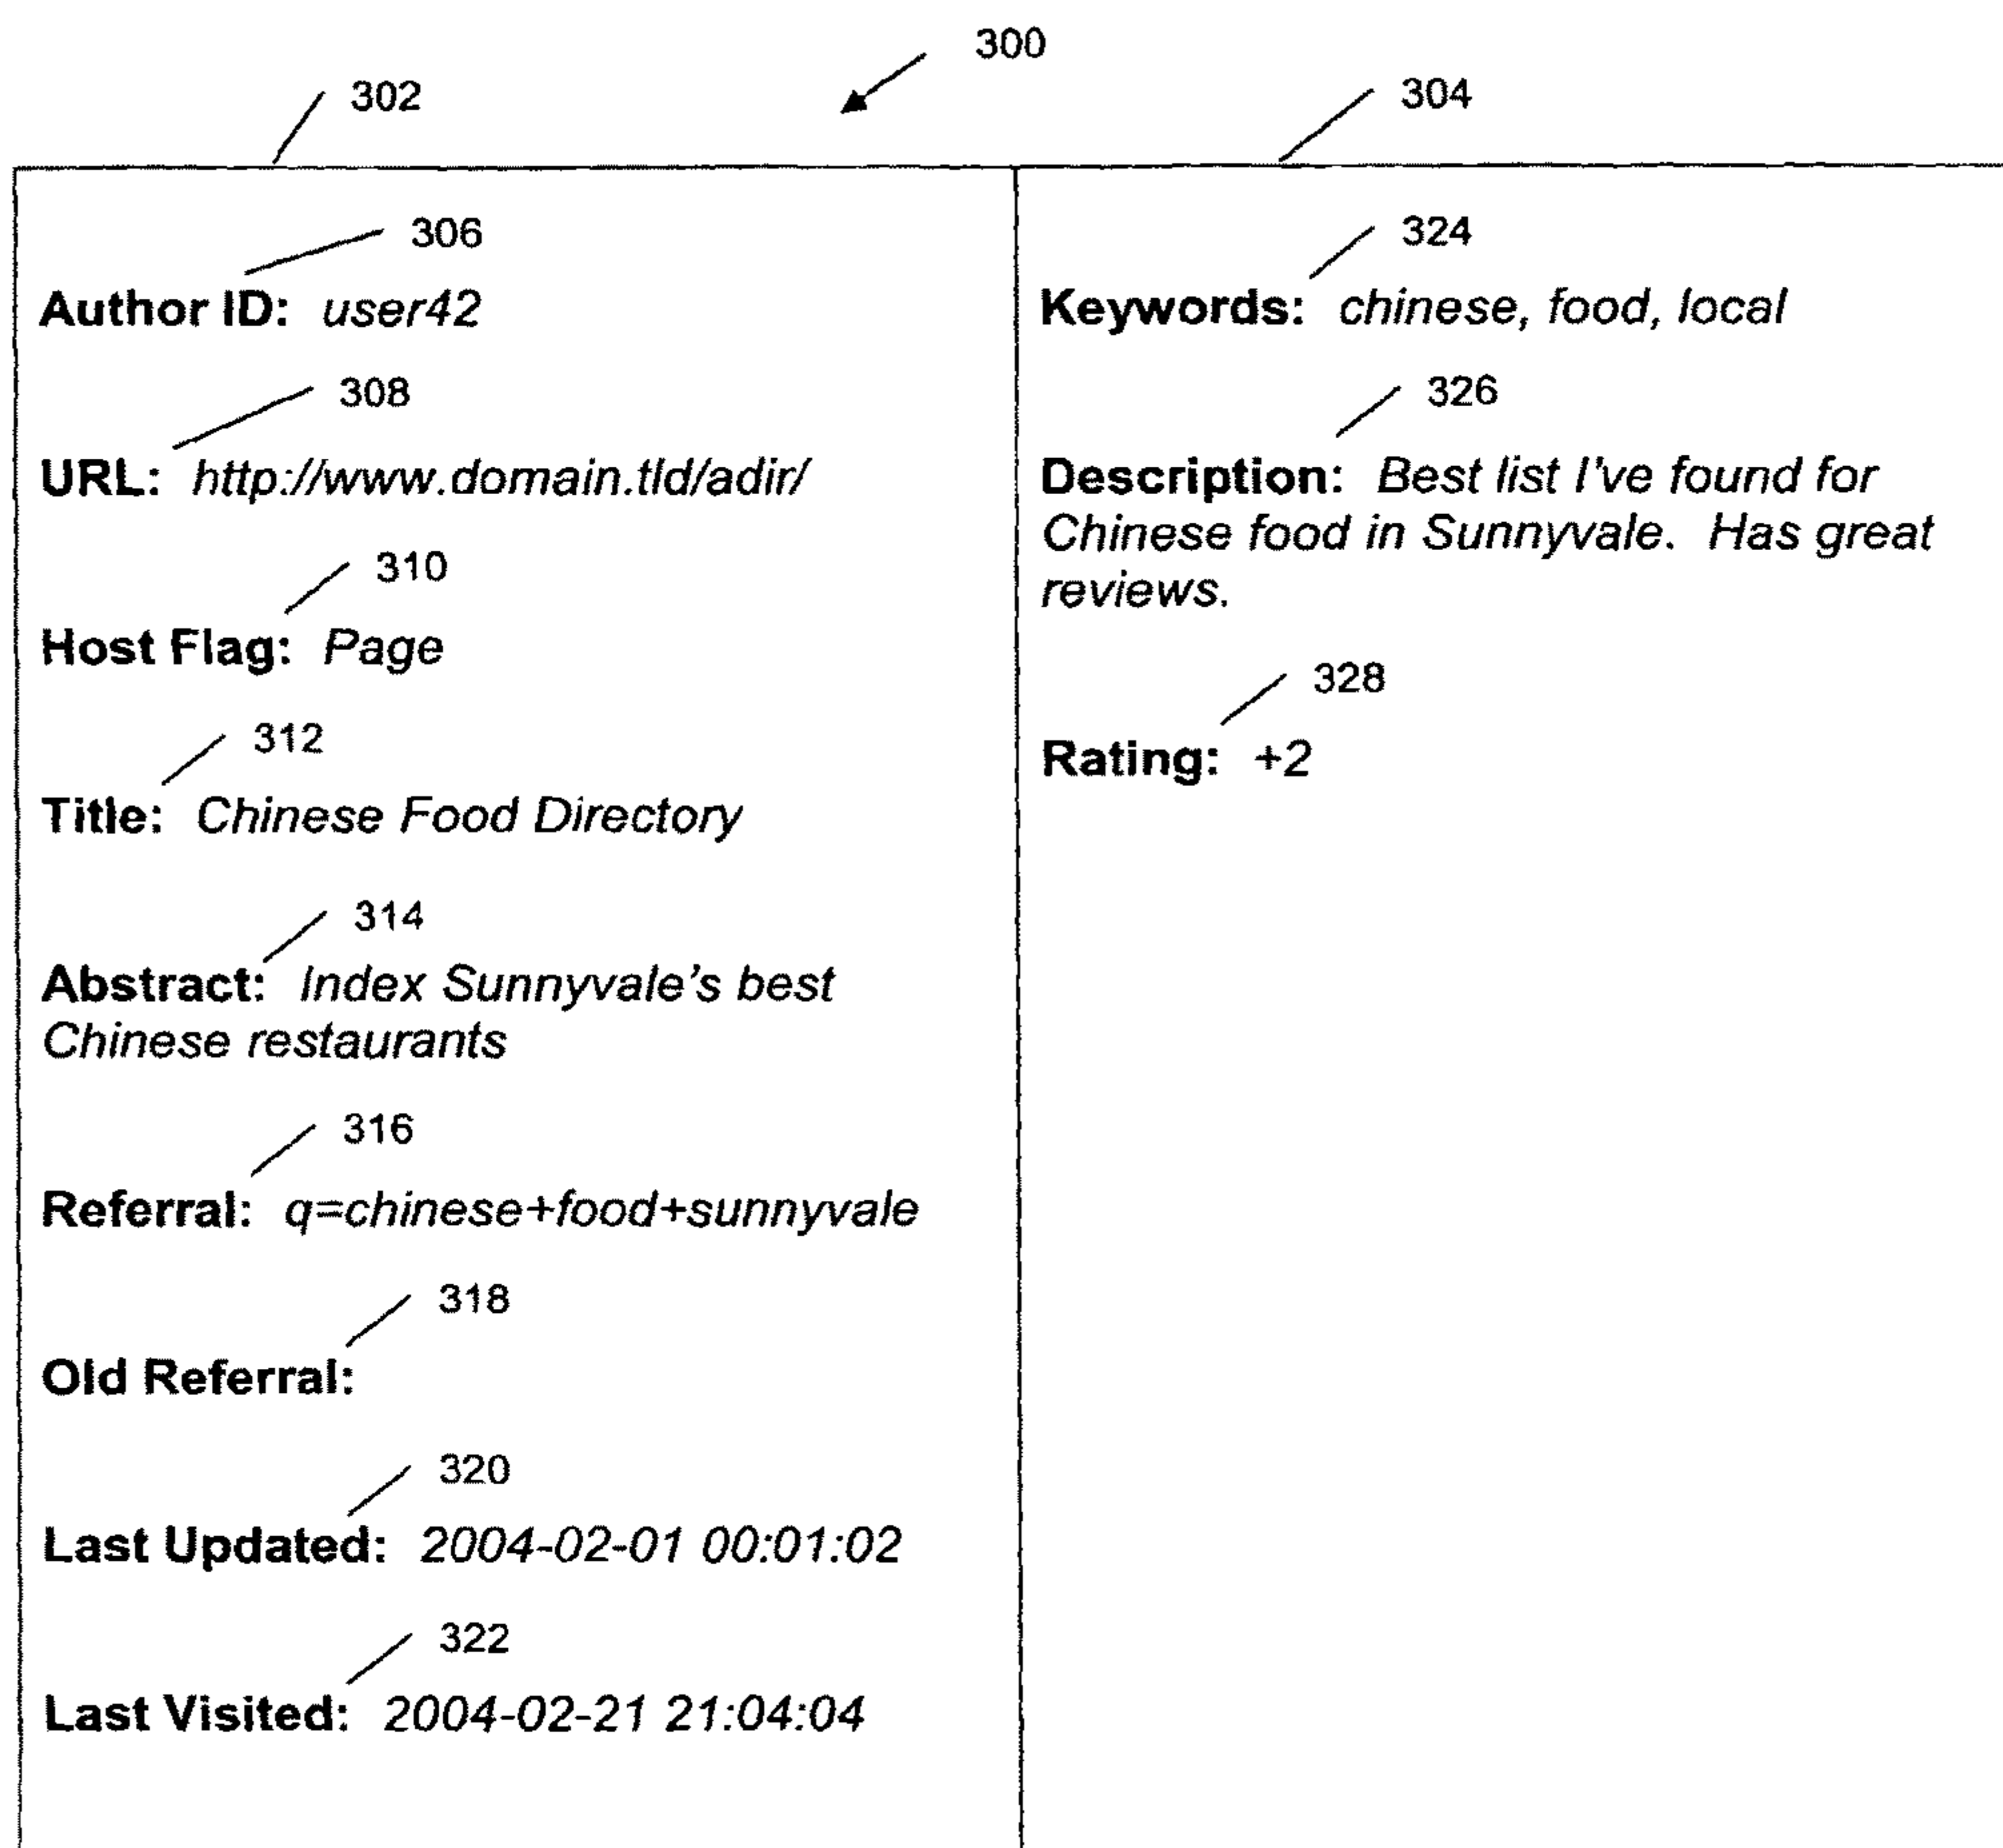 300
302
304
306
Author ID: user42
308
URL: http://www.domain.tld/adir/
310
Host Flag: Page
312
Title: Chinese Food Directory
314
Abstract: Index Sunnyvale's best
Chinese restaurants
316
Referral: q=chinese+food+sunnyvale
318
Old Referral:
320
Last Updated: 2004-02-01 00:01:02
322
Last Visited: 2004-02-21 21:04:04
324
Keywords: chinese, food, local
326
Description: Best list I've found for
Chinese food in Sunnyvale. Has great
reviews.
328
Rating: +2